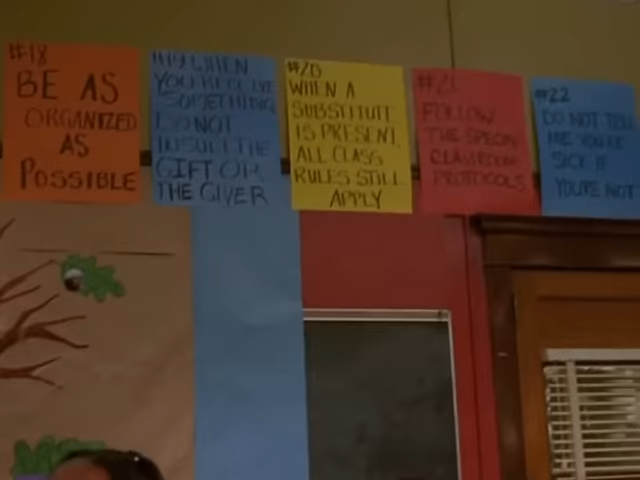 #18
BE AS
ORGANIZED
AS
POSSIBLE
#19 WHEN
YOU RECEIVE
SOMETHING
DO NOT
INSULT THE
GIFT OR
THE GIVER
#20
WHEN A
SUBSTITUTE
IS PRESENT,
ALL CLASS
RULES STILL
APPLY
#21
FOLLOW
THE SPECIFIC
CLASSROOM
PROTOCOLS
#22
DO NOT TELL
ME YOU'RE
SICK IF
YOU'RE NOT